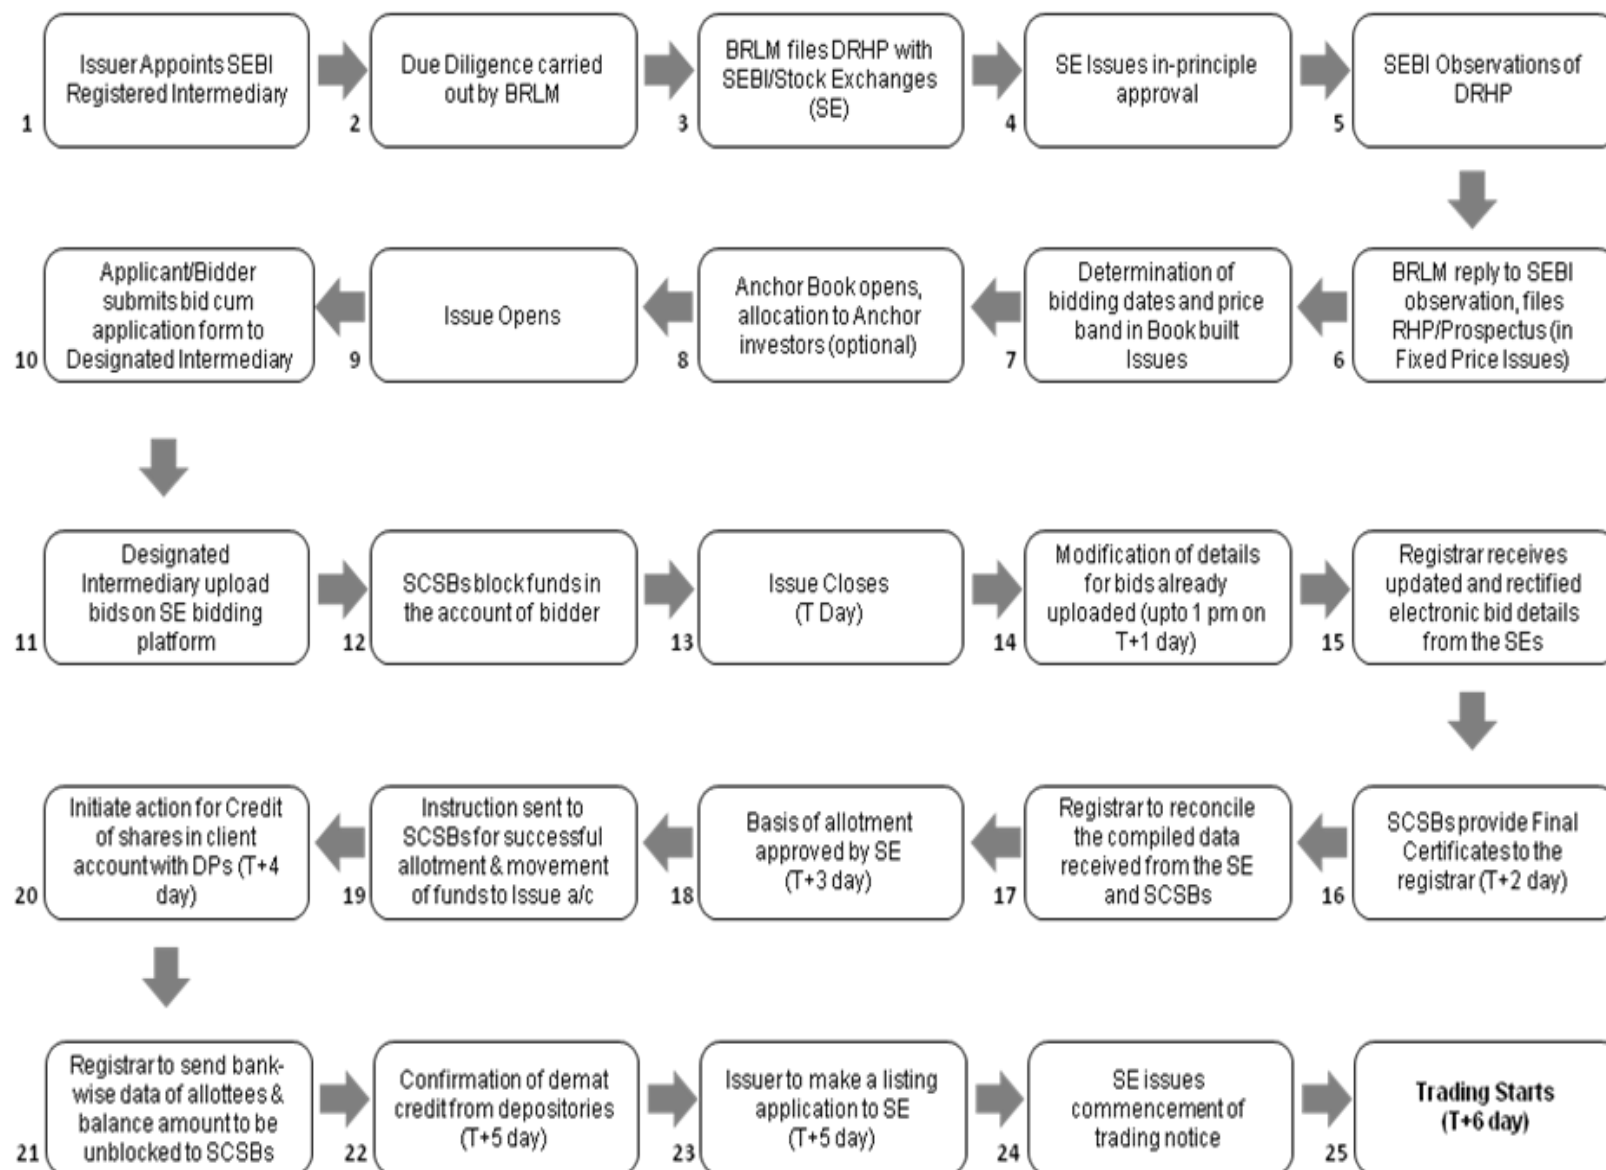 Issuer Appoints SEBI
Registered Intermediary
1
Due Diligence carried
out by BRLM
2
BRLM files DRHP with
SEBI/Stock Exchanges
(SE)
3
SE Issues in-principle
approval
4
SEBI Observations of
DRHP
5
BRLM reply to SEBI
observation, files
RHP/Prospectus (in
Fixed Price Issues)
6
Determination of
bidding dates and price
band in Book built
Issues
7
Anchor Book opens,
allocation to Anchor
investors (optional)
8
Issue Opens
9
Applicant/Bidder
submits bid cum
application form to
Designated Intermediary
10
Designated
Intermediary upload
bids on SE bidding
platform
11
SCSBs block funds in
the account of bidder
12
Issue Closes
(T Day)
13
Modification of details
for bids already
uploaded (upto 1 pm on
T+1 day)
14
Registrar receives
updated and rectified
electronic bid details
from the SEs
15
SCSBs provide Final
Certificates to the
registrar (T+2 day)
16
Registrar to reconcile
the compiled data
received from the SE
and SCSBs
17
Basis of allotment
approved by SE
(T+3 day)
18
Instruction sent to
SCSBs for successful
allotment & movement
of funds to Issue a/c
19
Initiate action for Credit
of shares in client
account with DPs (T+4
day)
20
Registrar to send bank-
wise data of allottees &
balance amount to be
unblocked to SCSBs
21
Confirmation of demat
credit from depositories
(T+5 day)
22
Issuer to make a listing
application to SE
(T+5 day)
23
SE issues
commencement of
trading notice
24
Trading Starts
(T+6 day)
25